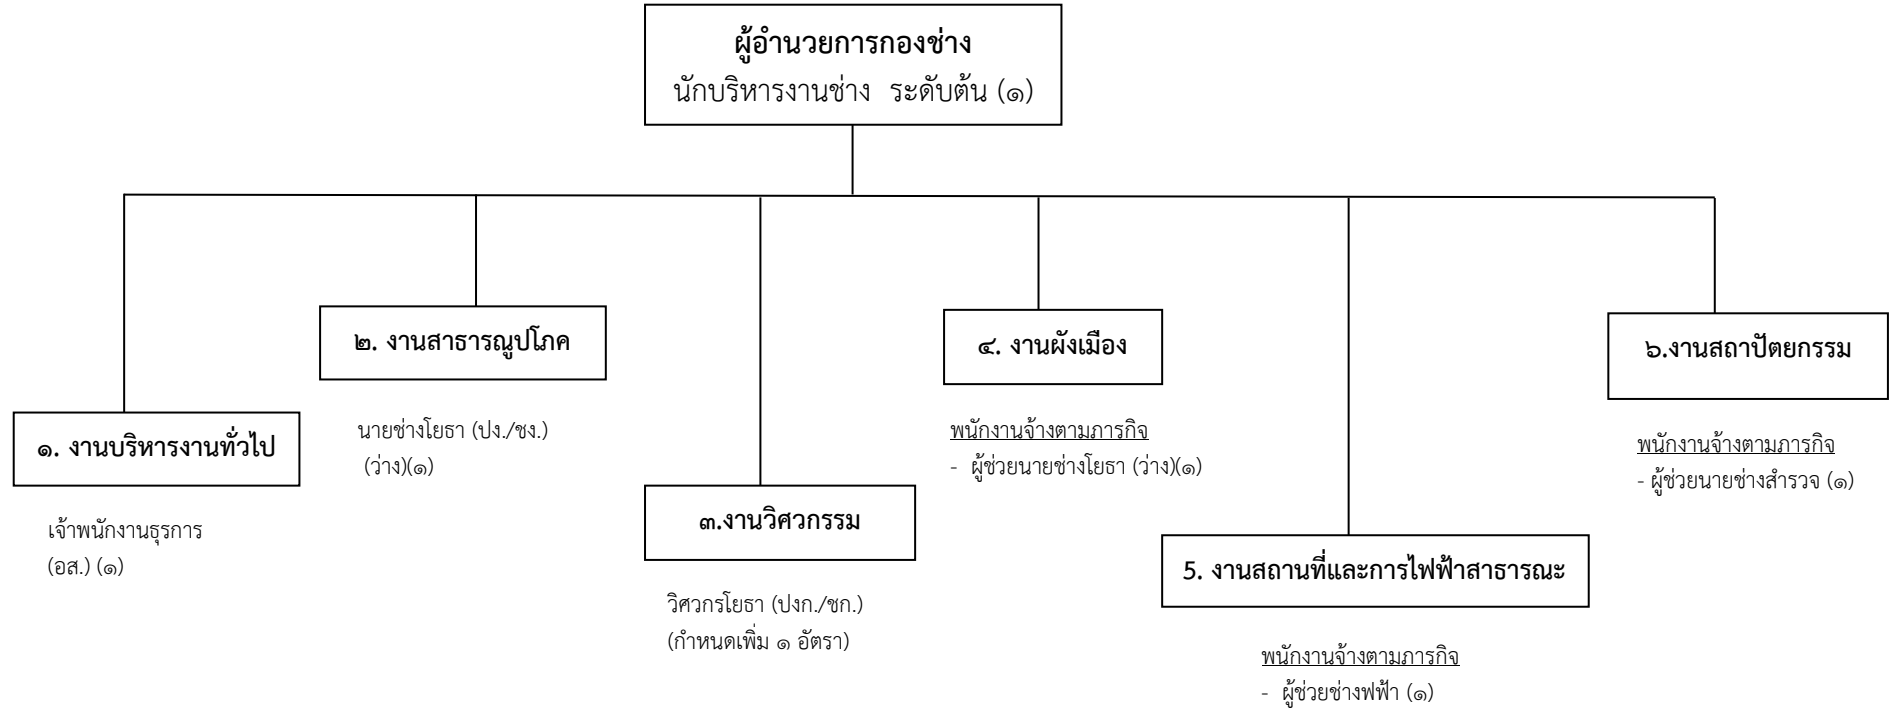 ผู้อำนวยการกองช่าง
นักบริหารงานช่าง ระดับต้น (๑)
๑. งานบริหารงานทั่วไป
เจ้าพนักงานธุรการ
(อส.) (๑)
๒. งานสาธารณูปโภค
นายช่างโยธา (ปง./ชง.)
(ว่าง)(๑)
๓.งานวิศวกรรม
วิศวกรโยธา (ปงก./ชก.)
(กำหนดเพิ่ม ๑ อัตรา)
๔. งานผังเมือง
พนักงานจ้างตามภารกิจ
- ผู้ช่วยนายช่างโยธา (ว่าง)(๑)
5. งานสถานที่และการไฟฟ้าสาธารณะ
พนักงานจ้างตามภารกิจ
- ผู้ช่วยช่างฟฟ้า (๑)
๖.งานสถาปัตยกรรม
พนักงานจ้างตามภารกิจ
- ผู้ช่วยนายช่างสำรวจ (๑)